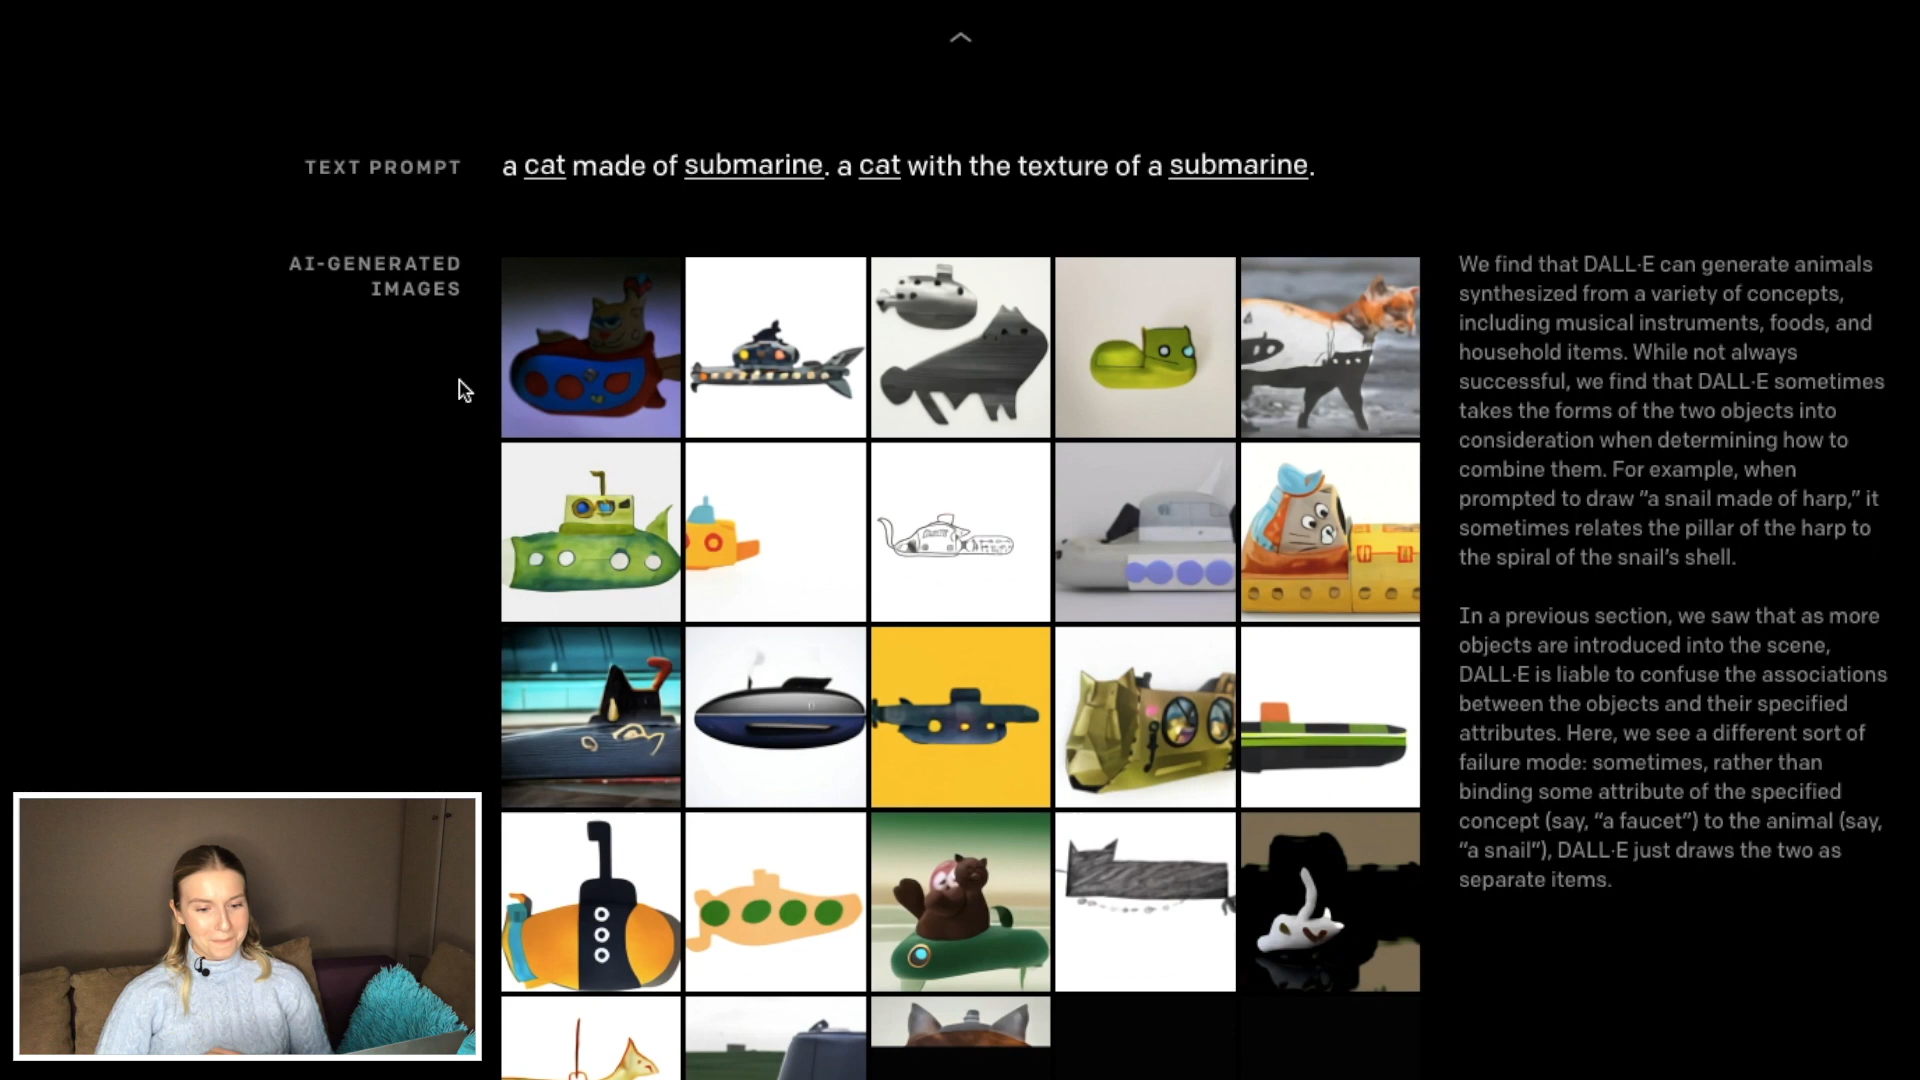 TEXT PROMPT
a cat made of submarine. a cat with the texture of a submarine.
AI-GENERATED
IMAGES
We find that DALL·E can generate animals
synthesized from a variety of concepts,
including musical instruments, foods, and
household items. While not always
successful, we find that DALL·E sometimes
takes the forms of the two objects into
consideration when determining how to
combine them. For example, when
prompted to draw “a snail made of harp,” it
sometimes relates the pillar of the harp to
the spiral of the snail’s shell.
In a previous section, we saw that as more
objects are introduced into the scene,
DALL·E is liable to confuse the associations
between the objects and their specified
attributes. Here, we see a different sort of
failure mode: sometimes, rather than
binding some attribute of the specified
concept (say, “a faucet”) to the animal (say,
“a snail”), DALL·E just draws the two as
separate items.